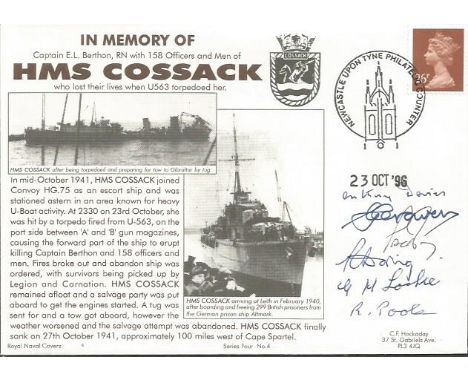 IN MEMORY OF
Captain E.L. Berthon, RN with 158 Officers and Men of
HMS COSSACK
who lost their lives when U563 torpedoed her.
COSSACK
26P
NEWCASTLE UPON TYNE PHILATELIC COUNTER
HMS COSSACK after being torpedoed and preparing for tow to Gibraltar for tug.
23 OCT '96
In mid-October 1941, HMS COSSACK joined
Convoy HG.75 as an escort ship and was
stationed astern in an area known for heavy
U-Boat activity. At 2330 on 23rd October, she
was hit by a torpedo fired from U-563, on the
port side between 'A' and 'B' gun magazines,
causing the forward part of the ship to erupt
killing Captain Berthon and 158 officers and
men. Fires broke out and abandon ship was
ordered, with survivors being picked up by
Legion and Carnation. HMS COSSACK
remained afloat and a salvage party was put
aboard to get the engines started. A tug was
sent for and a tow got aboard, however the
weather worsened and the salvage attempt was abandoned. HMS COSSACK finally
sank on 27th October 1941, approximately 100 miles west of Cape Spartel.
HMS COSSACK arriving at Leith in February 1940,
after boarding and freeing 299 British prisoners from
the German prison ship Altmark.
Davies
G M Locke
R. Poole
C.F. Hockaday
37 St. Gabriels Ave.
PL3 4JQ
Royal Naval Covers
Series Four No.4